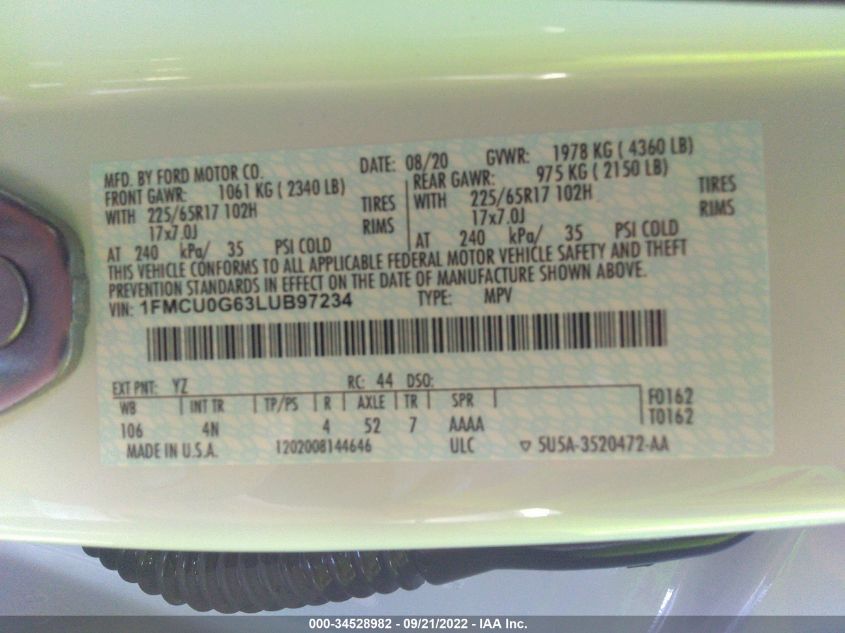 MFD. BY FORD MOTOR CO. DATE: 08/20 GVWR: 1978 KG ( 4360 LB)
FRONT GAWR: 1061 KG ( 2340 LB) REAR GAWR: 975 KG ( 2150 LB)
WITH 225/65R17 102H TIRES WITH 225/65R17 102H TIRES
17x7.0J RIMS 17x7.0J RIMS
AT 240 kPa/ 35 PSI COLD AT 240 kPa/ 35 PSI COLD
THIS VEHICLE CONFORMS TO ALL APPLICABLE FEDERAL MOTOR VEHICLE SAFETY AND THEFT
PREVENTION STANDARDS IN EFFECT ON THE DATE OF MANUFACTURE SHOWN ABOVE.
VIN: 1FMCU0G63LUB97234 TYPE: MPV
EXT PNT: YZ RC: 44 DSO:
WB INT TR TP/PS R AXLE TR SPR F0162
106 4N 4 52 7 AAAA T0162
MADE IN U.S.A. 1202008144646 ULC ▽ 5U5A-3520472-AA
000-34528982 - 09/21/2022 - IAA Inc.